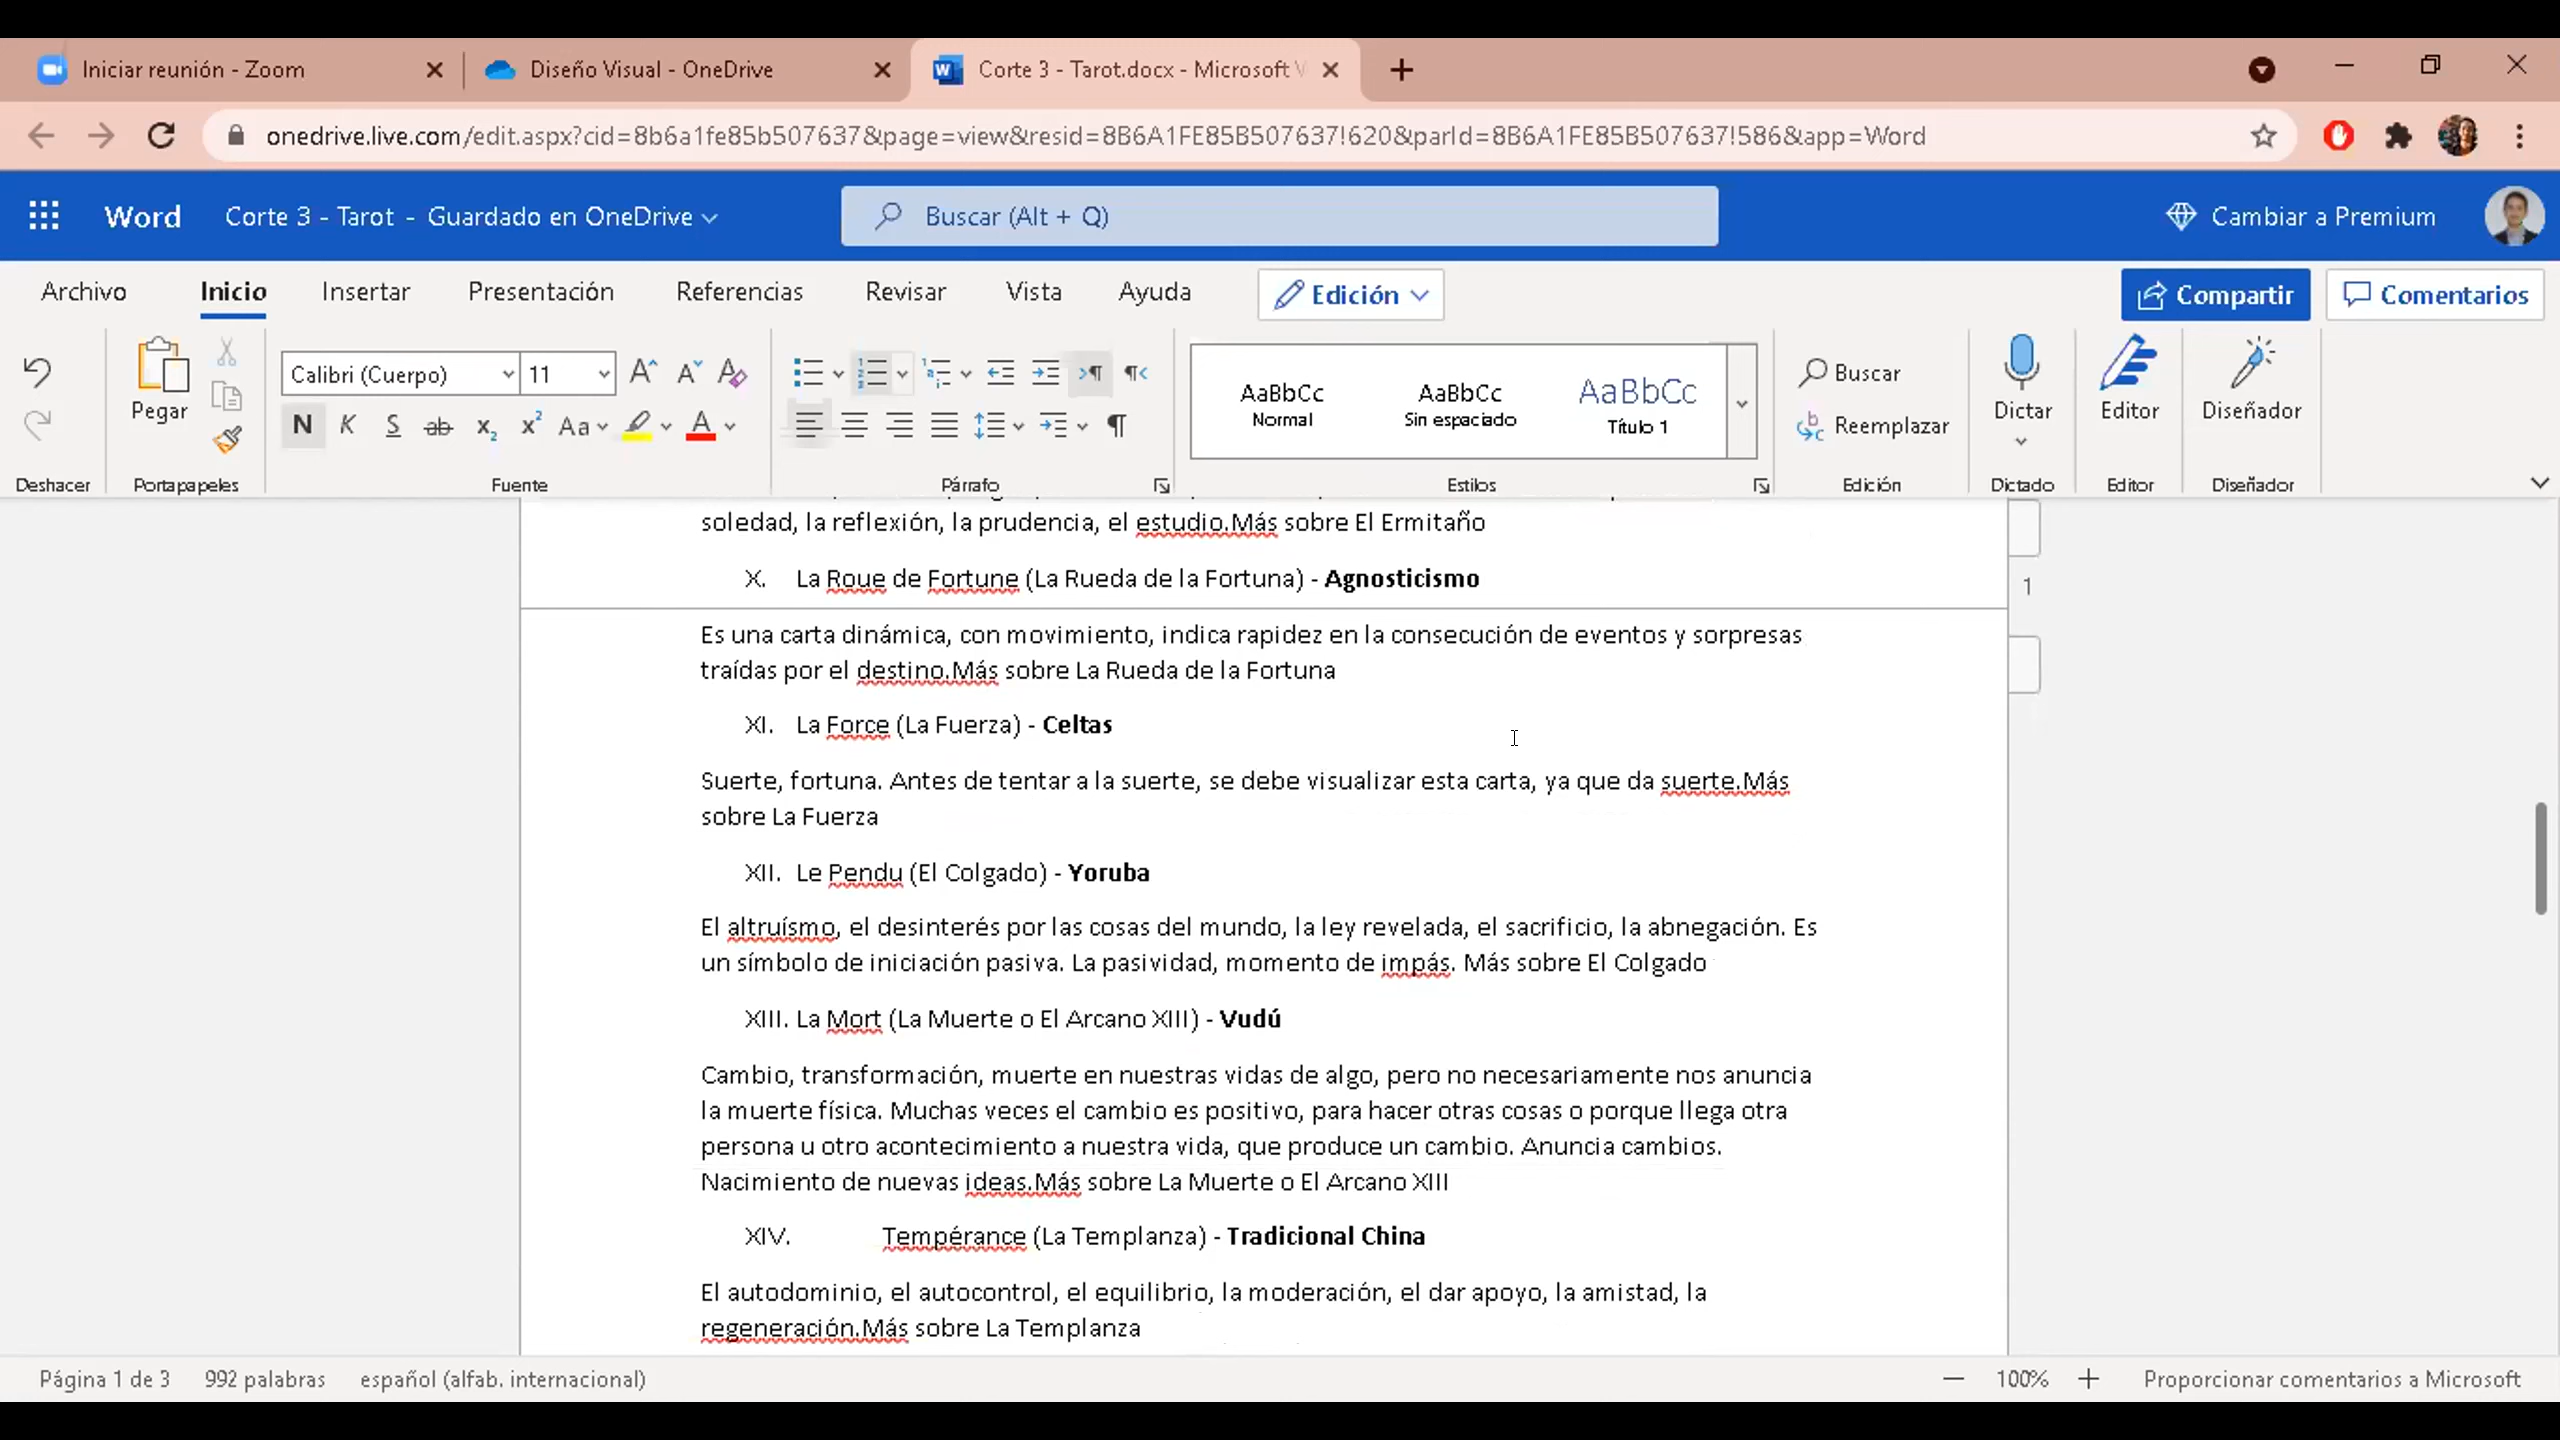 Iniciar reunión - Zoom
Diseño Visual - OneDrive
Corte 3 - Tarot.docx - Microsoft
onedrive.live.com/edit.aspx?cid=8b6a1fe85b507637&page=view&resid=8B6A1FE85B507637!620&parId=8B6A1FE85B507637!586&app=Word
Word
Corte 3 - Tarot - Guardado en OneDrive
Buscar (Alt + Q)
Cambiar a Premium
Archivo Inicio Insertar Presentación Referencias Revisar Vista Ayuda
Edición
Compartir
Comentarios
Pegar
Calibri (Cuerpo) 11
N K S ab x₂ x² Aa A
AaBbCc Normal
AaBbCc Sin espaciado
AaBbCc Título 1
Buscar
Reemplazar
Dictar
Editor
Diseñador
Deshacer Portapapeles Fuente Párrafo Estilos Edición Dictado Editor Diseñador
soledad, la reflexión, la prudencia, el estudio.Más sobre El Ermitaño
X. La Roue de Fortune (La Rueda de la Fortuna) - Agnosticismo
1
Es una carta dinámica, con movimiento, indica rapidez en la consecución de eventos y sorpresas
traídas por el destino.Más sobre La Rueda de la Fortuna
XI. La Force (La Fuerza) - Celtas
Suerte, fortuna. Antes de tentar a la suerte, se debe visualizar esta carta, ya que da suerte.Más
sobre La Fuerza
XII. Le Pendu (El Colgado) - Yoruba
El altruísmo, el desinterés por las cosas del mundo, la ley revelada, el sacrificio, la abnegación. Es
un símbolo de iniciación pasiva. La pasividad, momento de impás. Más sobre El Colgado
XIII. La Mort (La Muerte o El Arcano XIII) - Vudú
Cambio, transformación, muerte en nuestras vidas de algo, pero no necesariamente nos anuncia
la muerte física. Muchas veces el cambio es positivo, para hacer otras cosas o porque llega otra
persona u otro acontecimiento a nuestra vida, que produce un cambio. Anuncia cambios.
Nacimiento de nuevas ideas.Más sobre La Muerte o El Arcano XIII
XIV. Tempérance (La Templanza) - Tradicional China
El autodominio, el autocontrol, el equilibrio, la moderación, el dar apoyo, la amistad, la
regeneración.Más sobre La Templanza
Página 1 de 3 992 palabras español (alfab. internacional)
100%
Proporcionar comentarios a Microsoft